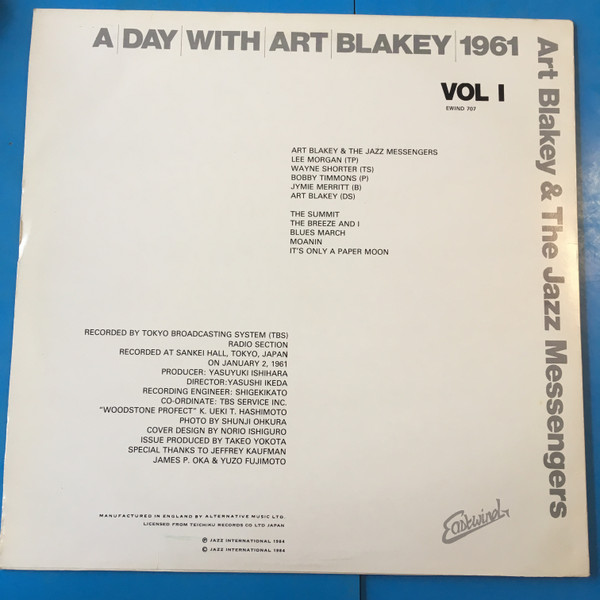 A|DAY|WITH|ART|BLAKEY|1961
VOL I
EWIND 707
Art Blakey & The Jazz Messengers
ART BLAKEY & THE JAZZ MESSENGERS
LEE MORGAN (TP)
WAYNE SHORTER (TS)
BOBBY TIMMONS (P)
JYMIE MERRITT (B)
ART BLAKEY (DS)
THE SUMMIT
THE BREEZE AND I
BLUES MARCH
MOANIN
IT'S ONLY A PAPER MOON
RECORDED BY TOKYO BROADCASTING SYSTEM (TBS)
RADIO SECTION
RECORDED AT SANKEI HALL, TOKYO, JAPAN
ON JANUARY 2, 1961
PRODUCER: YASUYUKI ISHIHARA
DIRECTOR:YASUSHI IKEDA
RECORDING ENGINEER: SHIGEKIKATO
CO-ORDINATE: TBS SERVICE INC.
"WOODSTONE PROFECT" K. UEKI T. HASHIMOTO
PHOTO BY SHUNJI OHKURA
COVER DESIGN BY NORIO ISHIGURO
ISSUE PRODUCED BY TAKEO YOKOTA
SPECIAL THANKS TO JEFFREY KAUFMAN
JAMES P. OKA & YUZO FUJIMOTO
MANUFACTURED IN ENGLAND BY ALTERNATIVE MUSIC LTD.
LICENSED FROM TEICHIKU RECORDS CO LTD JAPAN
℗ JAZZ INTERNATIONAL 1984
© JAZZ INTERNATIONAL 1984
Eastwind